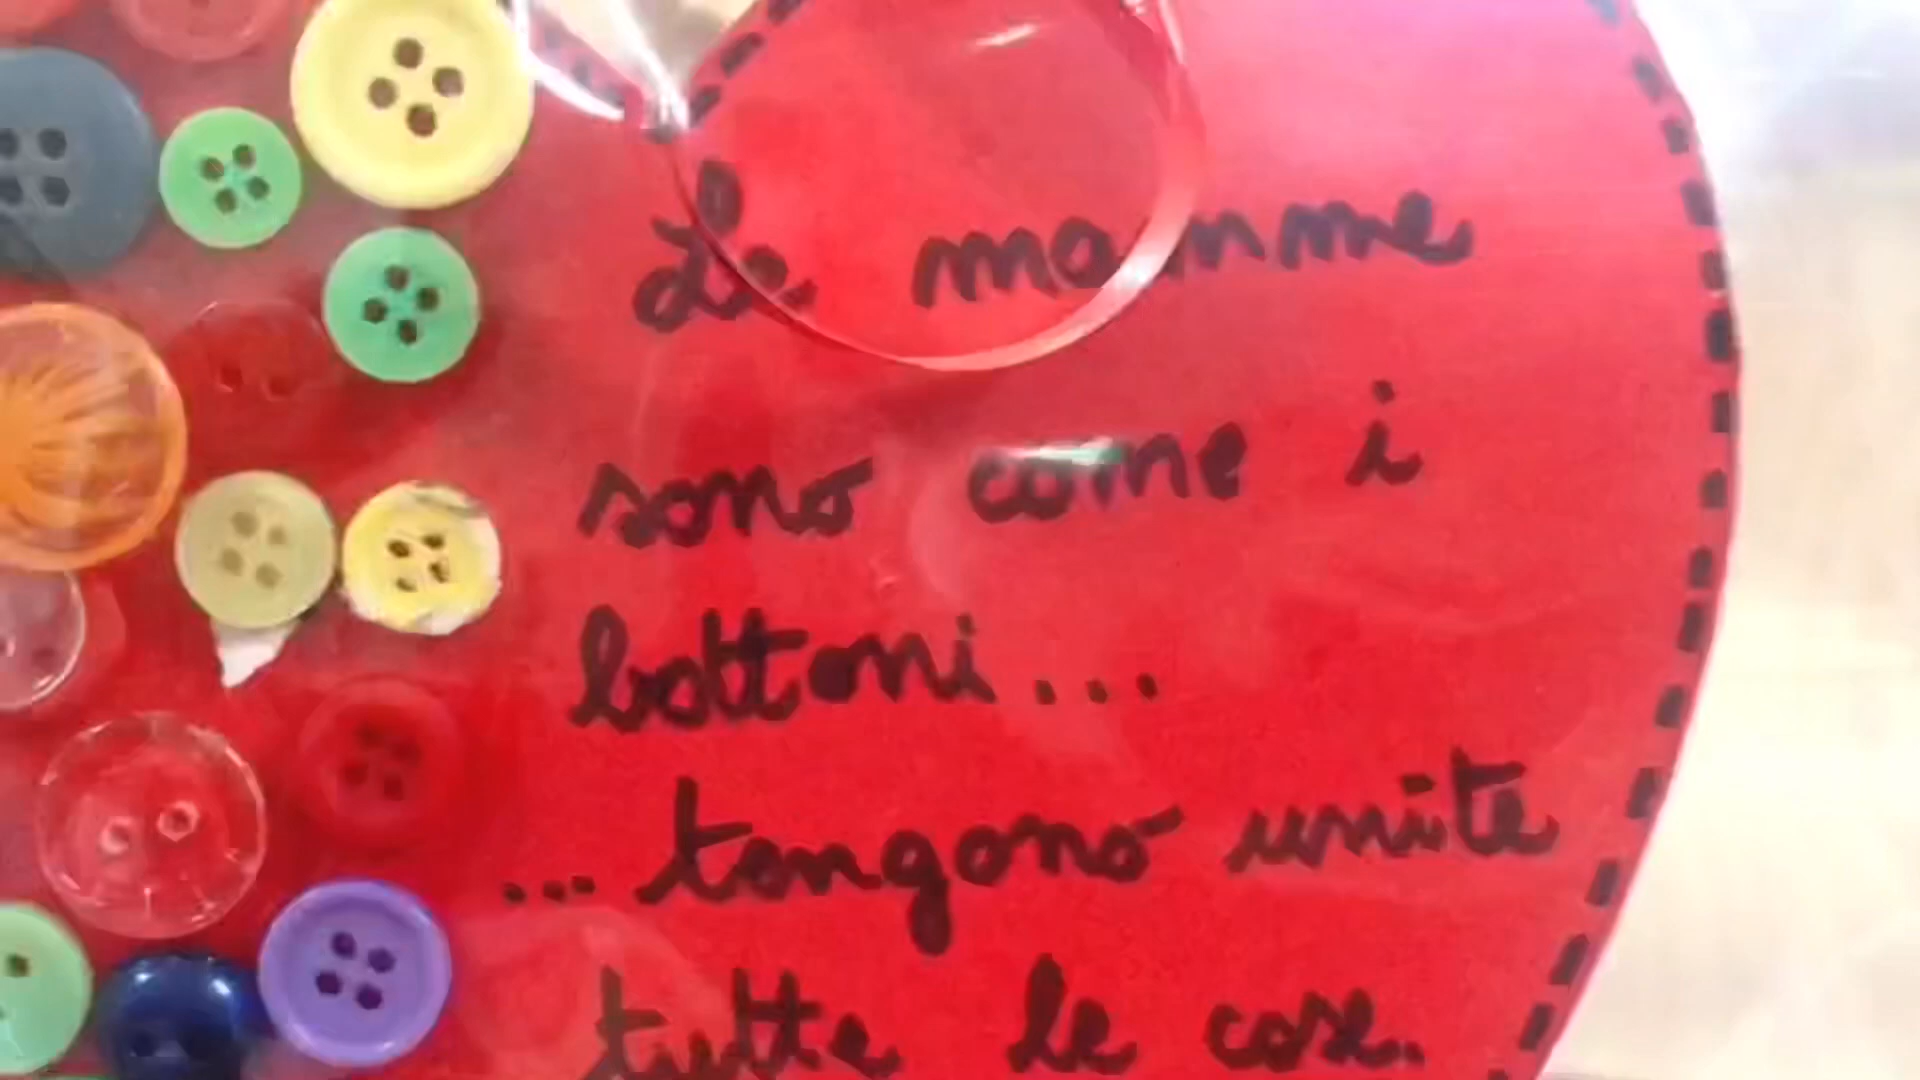 Le mamme
sono come i
bottoni...
...tengono unite
tutte le cose.